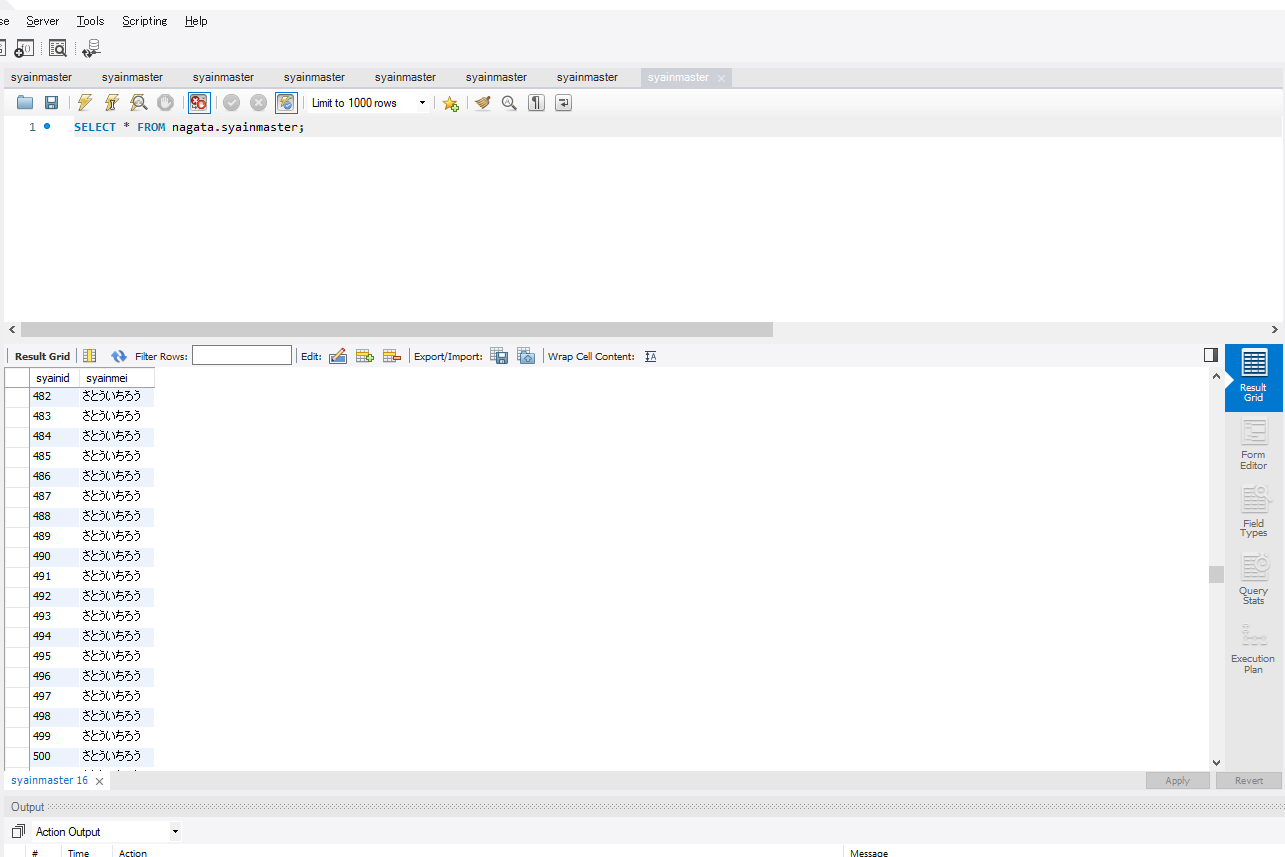 se Server Tools Scripting Help
syainmaster syainmaster syainmaster syainmaster syainmaster syainmaster syainmaster syainmaster
Limit to 1000 rows
1 SELECT * FROM nagata.syainmaster;
Result Grid Filter Rows: Edit: Export/Import: Wrap Cell Content:
syainid syainmei
482 さとういちろう
483 さとういちろう
484 さとういちろう
485 さとういちろう
486 さとういちろう
487 さとういちろう
488 さとういちろう
489 さとういちろう
490 さとういちろう
491 さとういちろう
492 さとういちろう
493 さとういちろう
494 さとういちろう
495 さとういちろう
496 さとういちろう
497 さとういちろう
498 さとういちろう
499 さとういちろう
500 さとういちろう
Result
Grid
Form
Editor
Field
Types
Query
Stats
Execution
Plan
syainmaster 16 Apply Revert
Output
Action Output
# Time Action Message